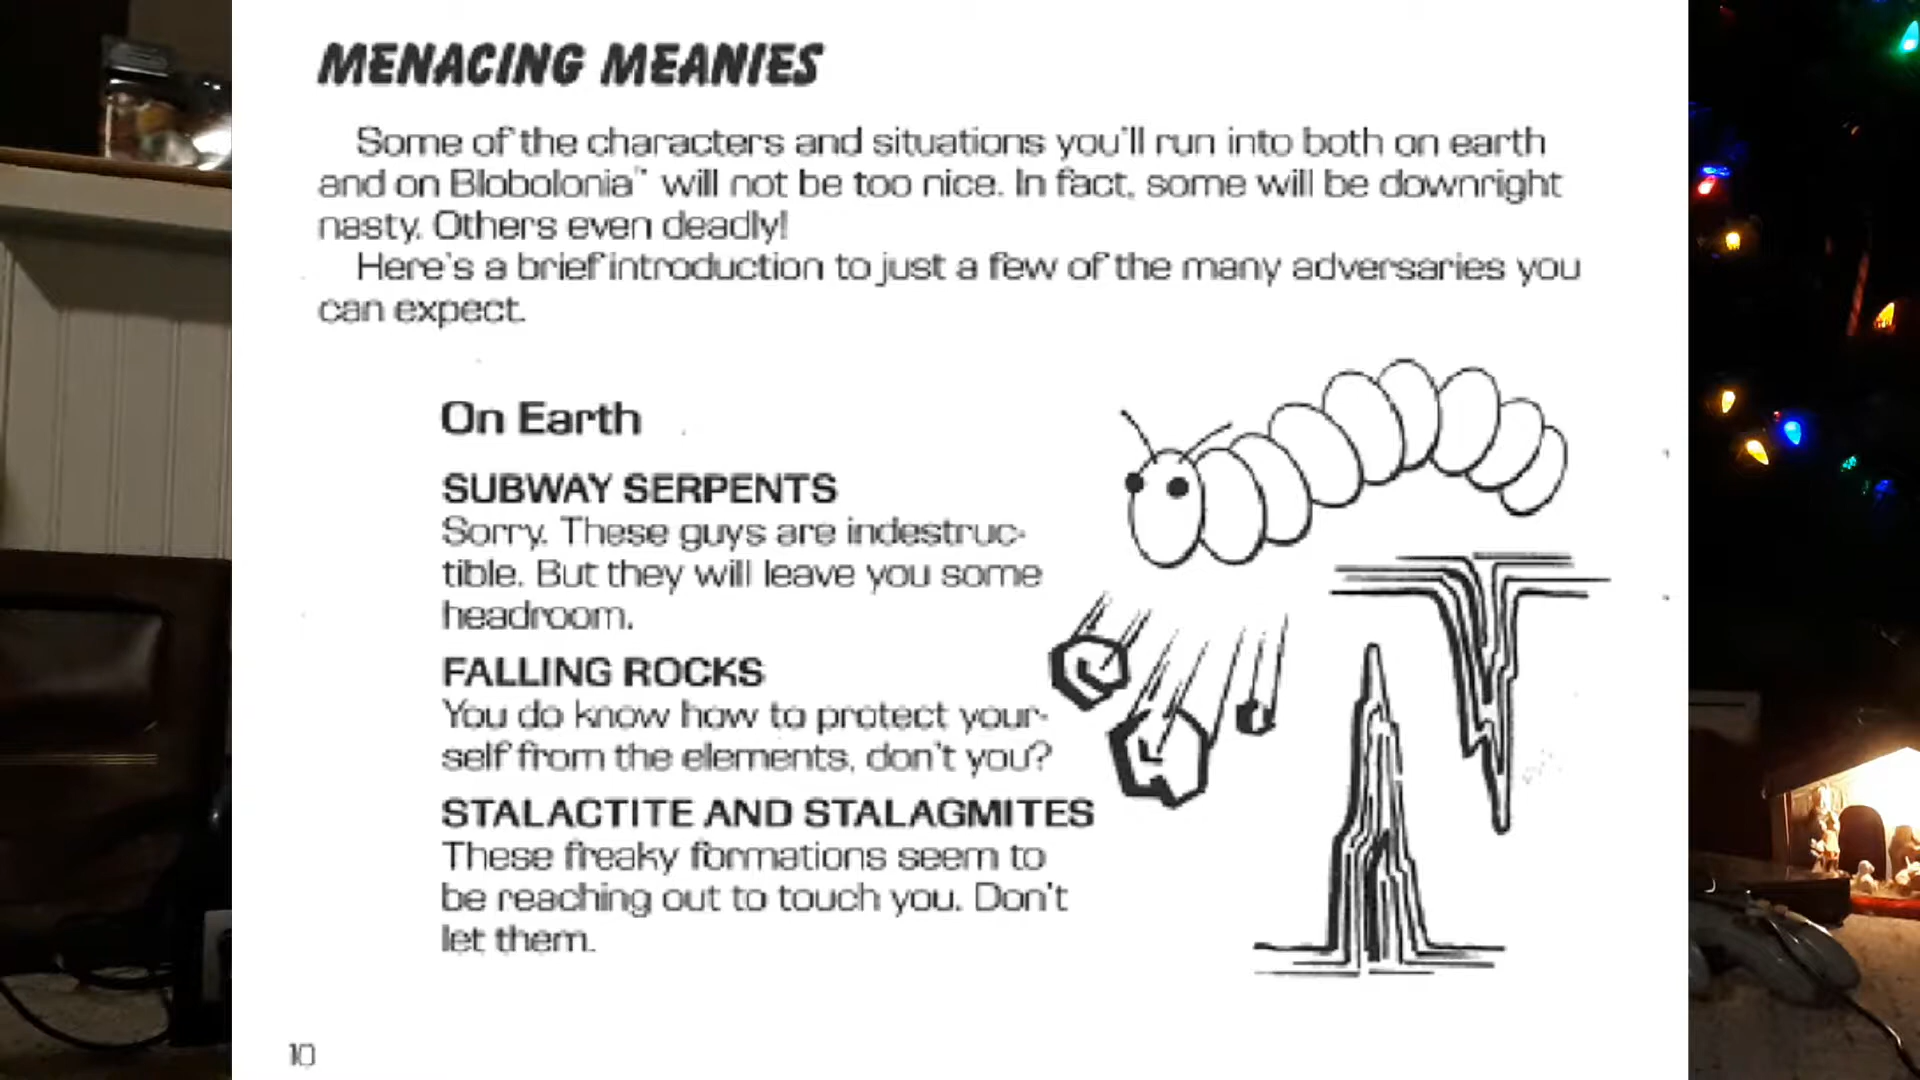 MENACING MEANIES
Some of the characters and situations you'll run into both on earth
and on Blobolonia™ will not be too nice. In fact, some will be downright
nasty. Others even deadly!
Here's a brief introduction to just a few of the many adversaries you
can expect.
On Earth
SUBWAY SERPENTS
Sorry. These guys are indestruc-
tible. But they will leave you some
headroom.
FALLING ROCKS
You do know how to protect your-
self from the elements, don't you?
STALACTITE AND STALAGMITES
These freaky formations seem to
be reaching out to touch you. Don't
let them.
10